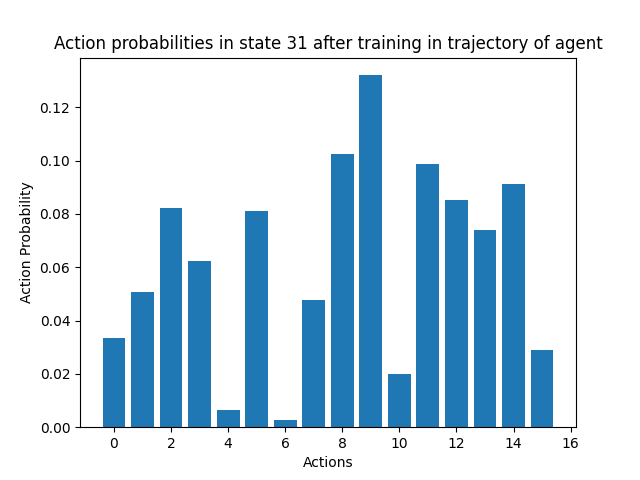 Action probabilities in state 31 after training in trajectory of agent
0.12
0.10
0.08
0.06
0.04
0.02
0.00
Action Probability
0 2 4 6 8 10 12 14 16
Actions